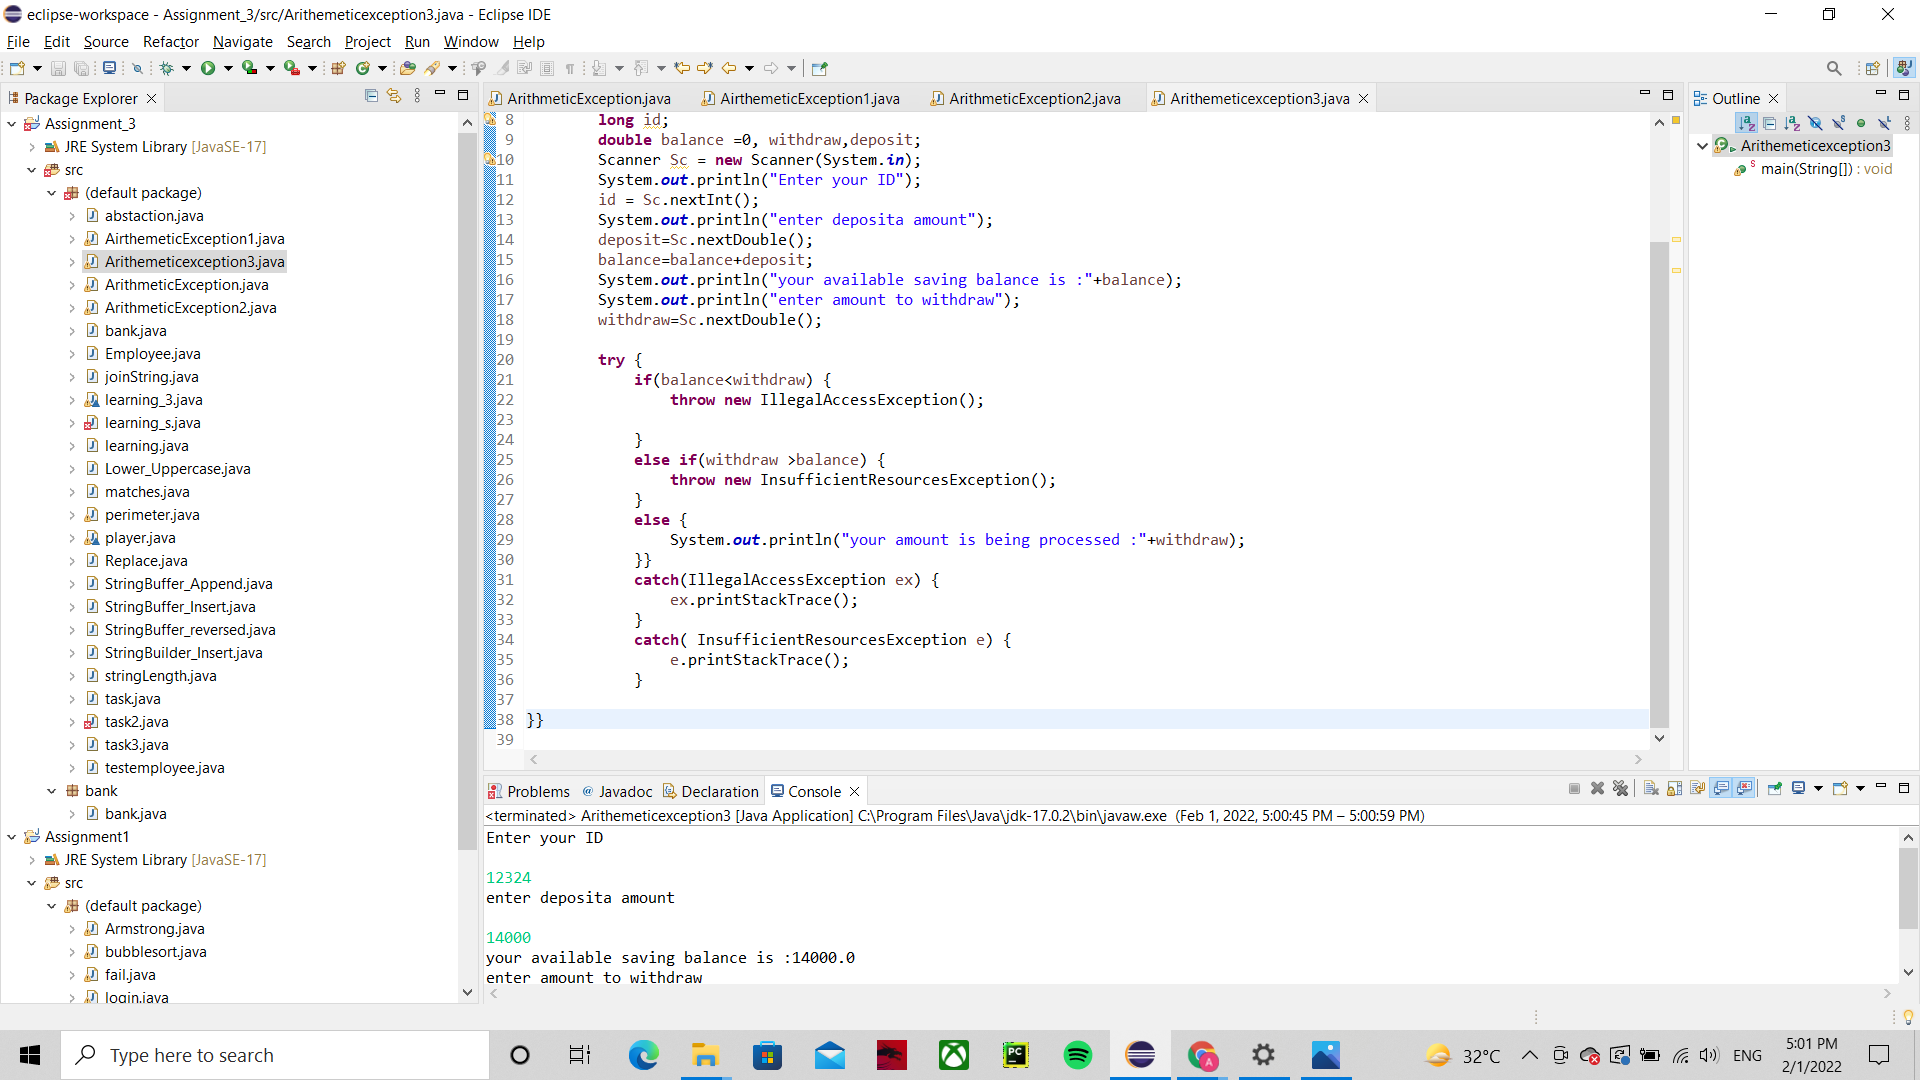 eclipse-workspace - Assignment_3/src/Arithemeticexception3.java - Eclipse IDE
File Edit Source Refactor Navigate Search Project Run Window Help
Package Explorer
Assignment_3
JRE System Library [JavaSE-17]
src
(default package)
abstaction.java
AirthemeticException1.java
Arithemeticexception3.java
ArithmeticException.java
ArithmeticException2.java
bank.java
Employee.java
joinString.java
learning_3.java
learning_s.java
learning.java
Lower_Uppercase.java
matches.java
perimeter.java
player.java
Replace.java
StringBuffer_Append.java
StringBuffer_Insert.java
StringBuffer_reversed.java
StringBuilder_Insert.java
stringLength.java
task.java
task2.java
task3.java
testemployee.java
bank
bank.java
Assignment1
JRE System Library [JavaSE-17]
src
(default package)
Armstrong.java
bubblesort.java
fail.java
login.java
ArithmeticException.java AirthemeticException1.java ArithmeticException2.java Arithemeticexception3.java
8 long id;
9 double balance =0, withdraw,deposit;
10 Scanner Sc = new Scanner(System.in);
11 System.out.println("Enter your ID");
12 id = Sc.nextInt();
13 System.out.println("enter deposita amount");
14 deposit=Sc.nextDouble();
15 balance=balance+deposit;
16 System.out.println("your available saving balance is :"+balance);
17 System.out.println("enter amount to withdraw");
18 withdraw=Sc.nextDouble();
19
20 try {
21 if(balance<withdraw) {
22 throw new IllegalAccessException();
23
24 }
25 else if(withdraw >balance) {
26 throw new InsufficientResourcesException();
27 }
28 else {
29 System.out.println("your amount is being processed :"+withdraw);
30 }}
31 catch(IllegalAccessException ex) {
32 ex.printStackTrace();
33 }
34 catch( InsufficientResourcesException e) {
35 e.printStackTrace();
36 }
37
38 }}
39
Outline
Arithemeticexception3
main(String[]) : void
Problems @ Javadoc Declaration Console
<terminated> Arithemeticexception3 [Java Application] C:\Program Files\Java\jdk-17.0.2\bin\javaw.exe (Feb 1, 2022, 5:00:45 PM – 5:00:59 PM)
Enter your ID
12324
enter deposita amount
14000
your available saving balance is :14000.0
enter amount to withdraw
Type here to search
PC
A
32°C
ENG
5:01 PM
2/1/2022